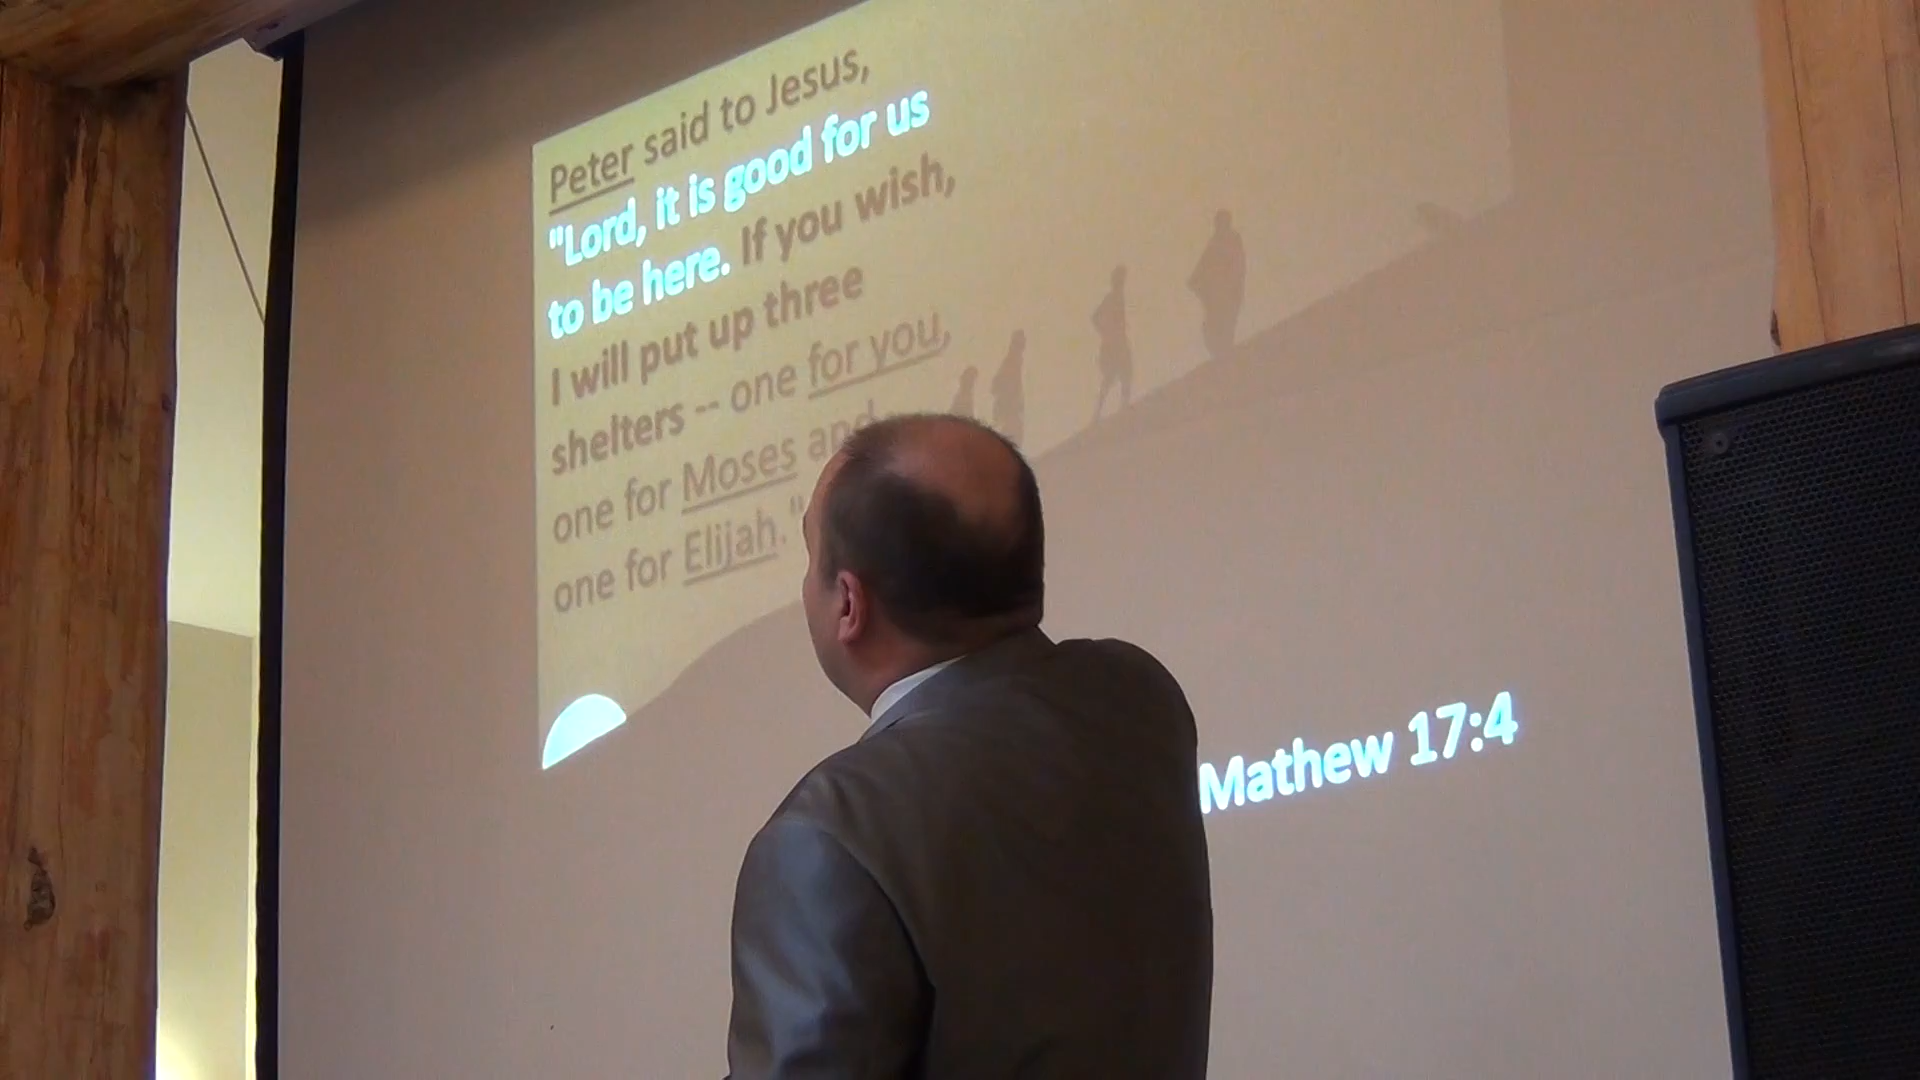 Peter said to Jesus,
"Lord, it is good for us
to be here. If you wish,
I will put up three
shelters -- one for you,
one for Moses and
one for Elijah."
Mathew 17:4